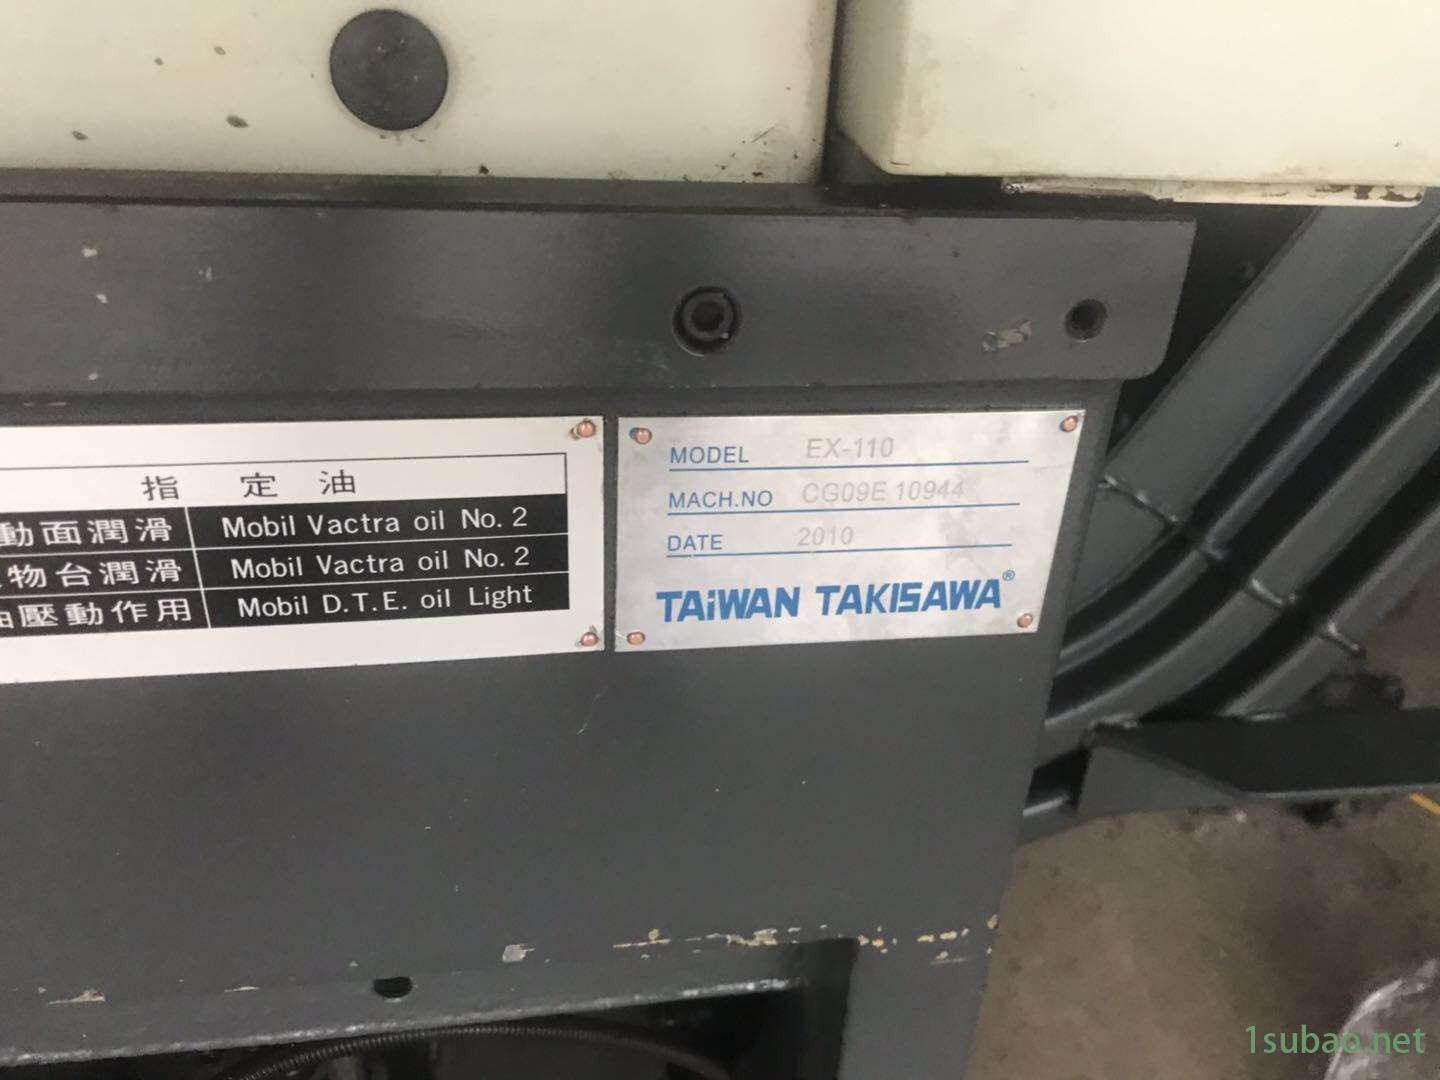 指 定 油
動面潤滑 Mobil Vactra oil No. 2
物台潤滑 Mobil Vactra oil No. 2
壓動作用 Mobil D.T.E. oil Light
MODEL EX-110
MACH.NO CG09E 10944
DATE 2010
TAiWAN TAKISAWA®
1subao.net